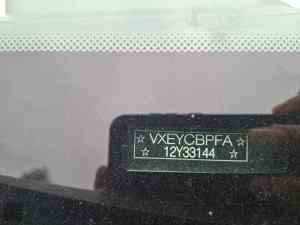 ☆ VXEYCBPFA ☆
☆ 12Y33144 ☆